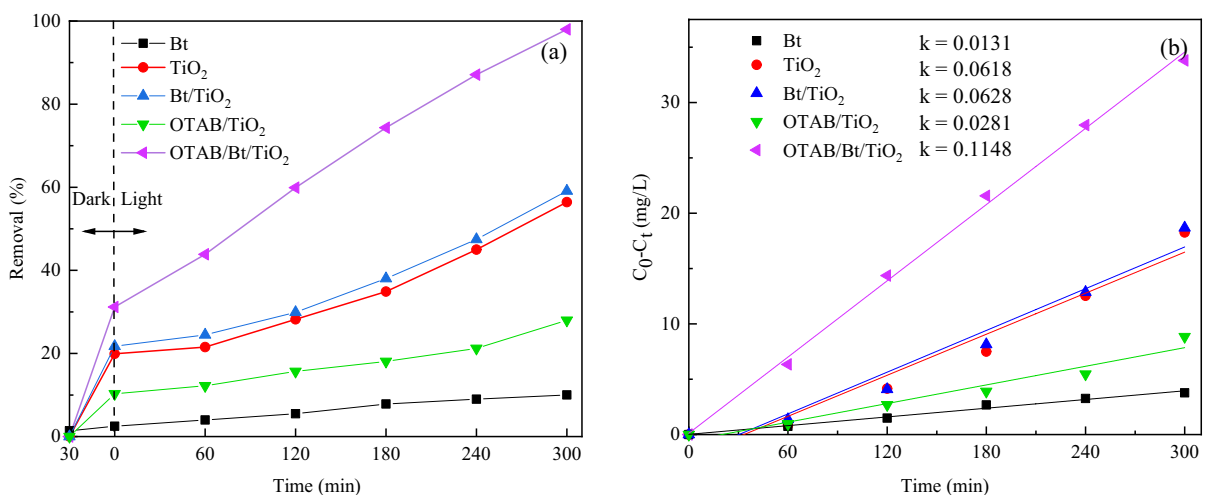 100
80
60
40
20
0
Removal (%)
Bt
TiO₂
Bt/TiO₂
OTAB/TiO₂
OTAB/Bt/TiO₂
(a)
Dark Light
30 0 60 120 180 240 300
Time (min)
30
20
10
0
C₀-Cₜ (mg/L)
Bt k = 0.0131
TiO₂ k = 0.0618
Bt/TiO₂ k = 0.0628
OTAB/TiO₂ k = 0.0281
OTAB/Bt/TiO₂ k = 0.1148
(b)
0 60 120 180 240 300
Time (min)